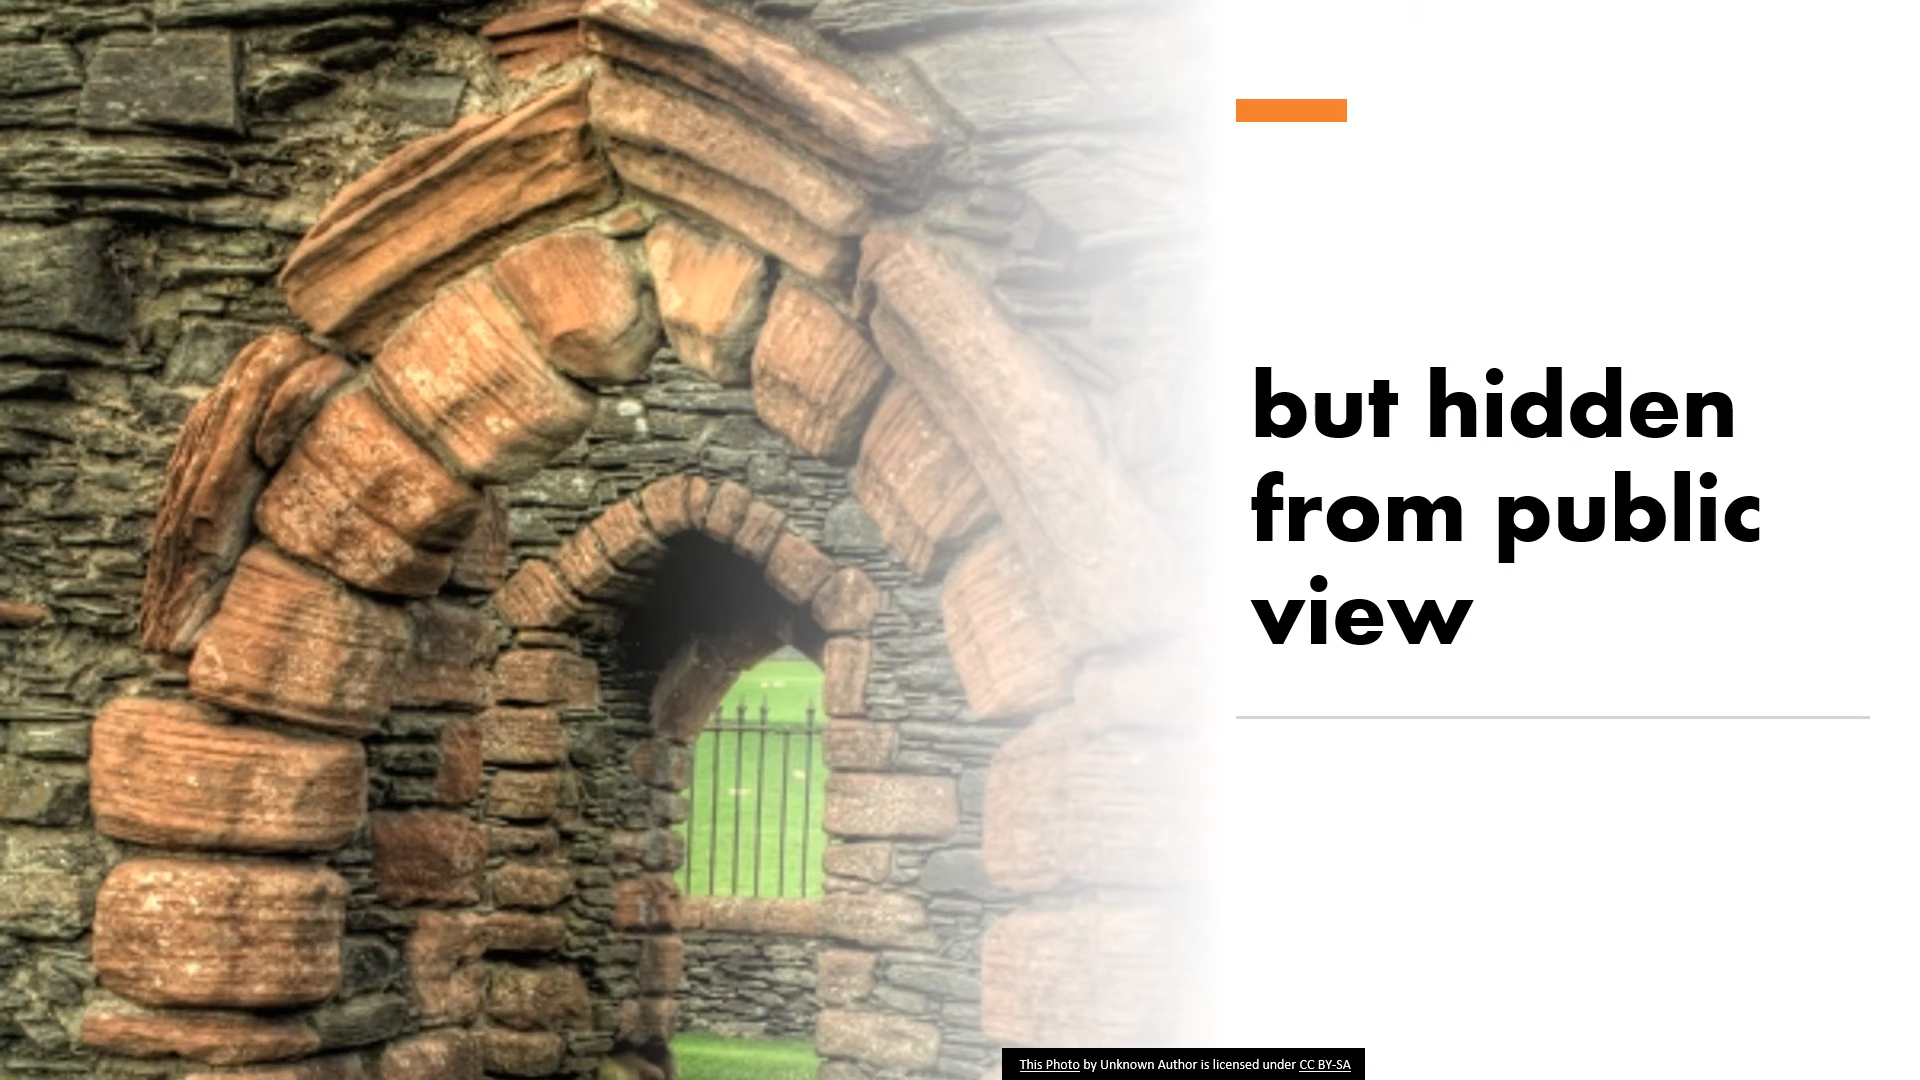 but hidden
from public
view
This Photo by Unknown Author is licensed under CC BY-SA